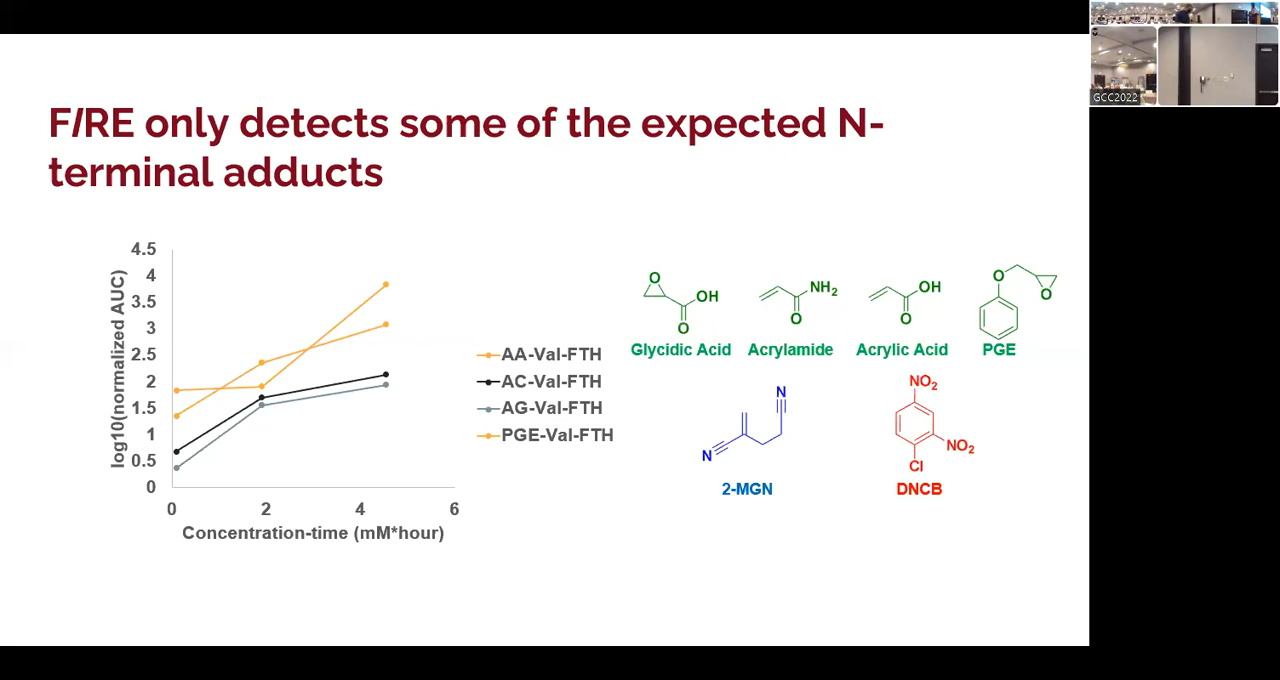 GCC2022
F/RE only detects some of the expected N-
terminal adducts
log10(normalized AUC)
4.5
4
3.5
3
2.5
2
1.5
1
0.5
0
0 2 4 6
Concentration-time (mM*hour)
AA-Val-FTH
AC-Val-FTH
AG-Val-FTH
PGE-Val-FTH
O
OH
O
Glycidic Acid
NH2
O
Acrylamide
OH
O
Acrylic Acid
O
O
PGE
N
N
2-MGN
NO2
NO2
Cl
DNCB